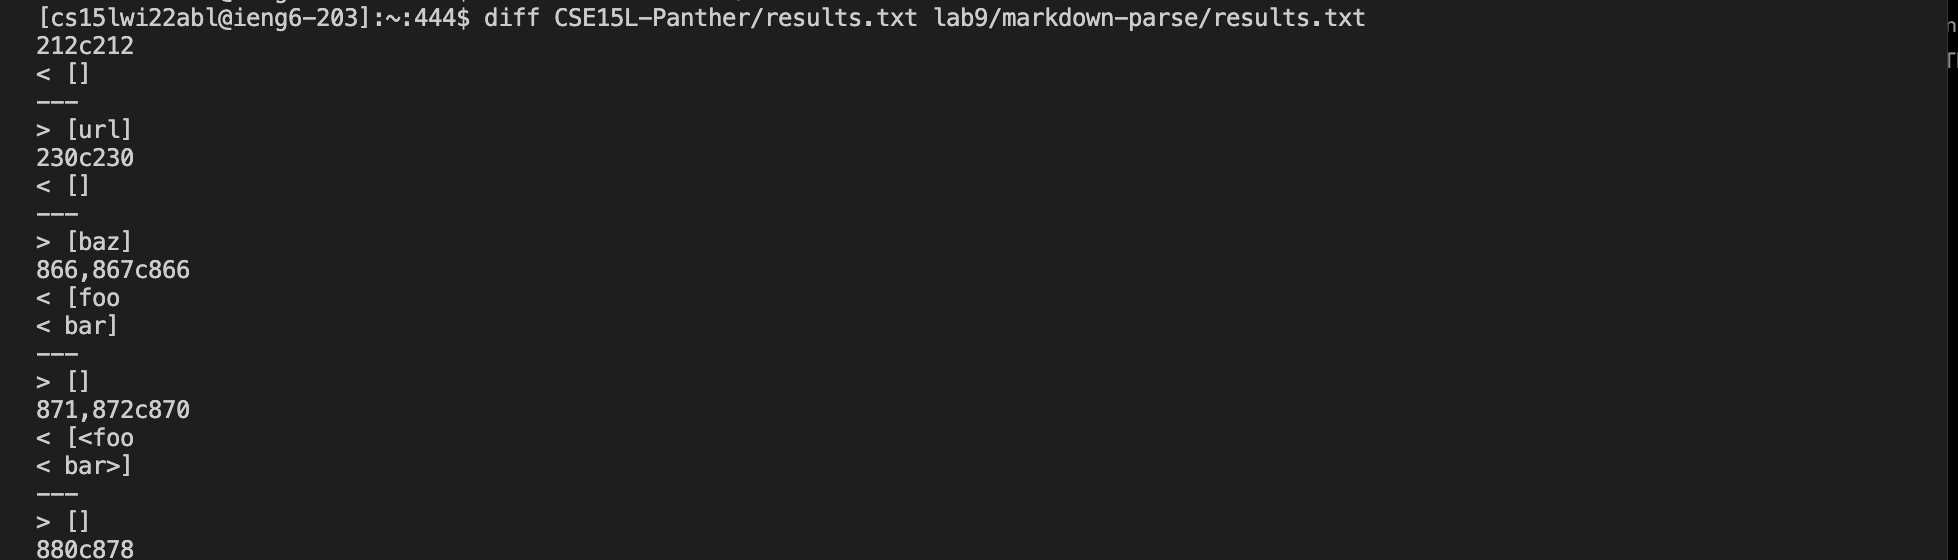 [cs15lwi22abl@ieng6-203]:~:444$ diff CSE15L-Panther/results.txt lab9/markdown-parse/results.txt
212c212
< []
---
> [url]
230c230
< []
---
> [baz]
866,867c866
< [foo
< bar]
---
> []
871,872c870
< [<foo
< bar>]
---
> []
880c878